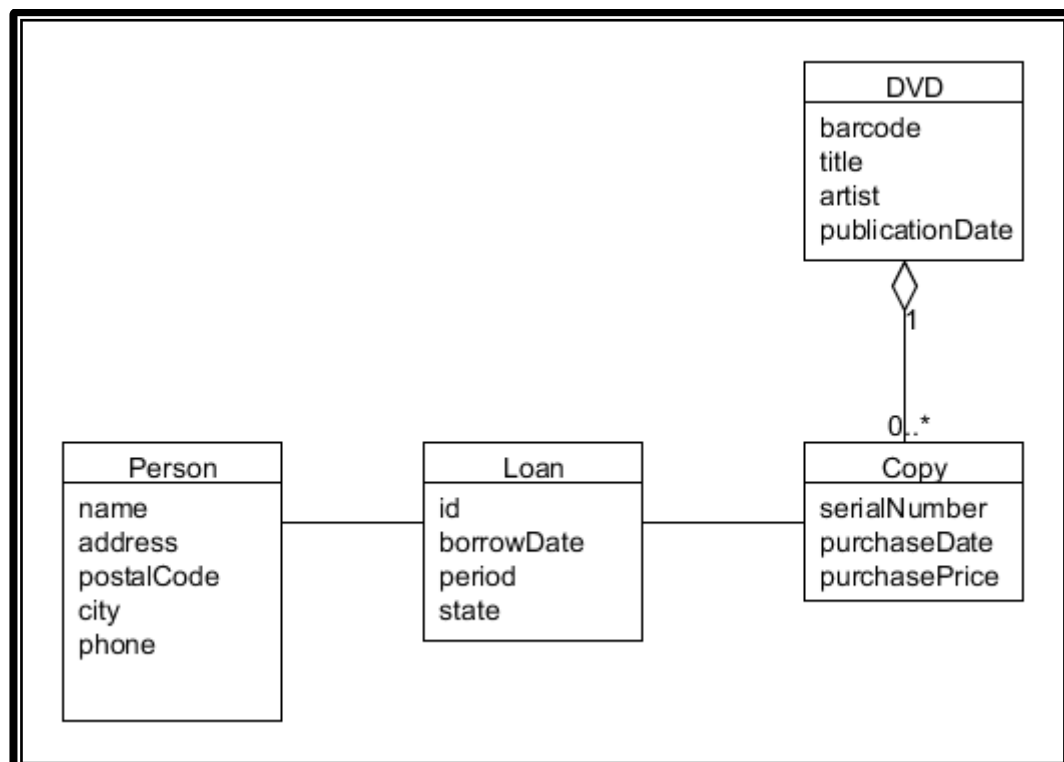 DVD
barcode
title
artist
publicationDate
1
0..*
Person
name
address
postalCode
city
phone
Loan
id
borrowDate
period
state
Copy
serialNumber
purchaseDate
purchasePrice